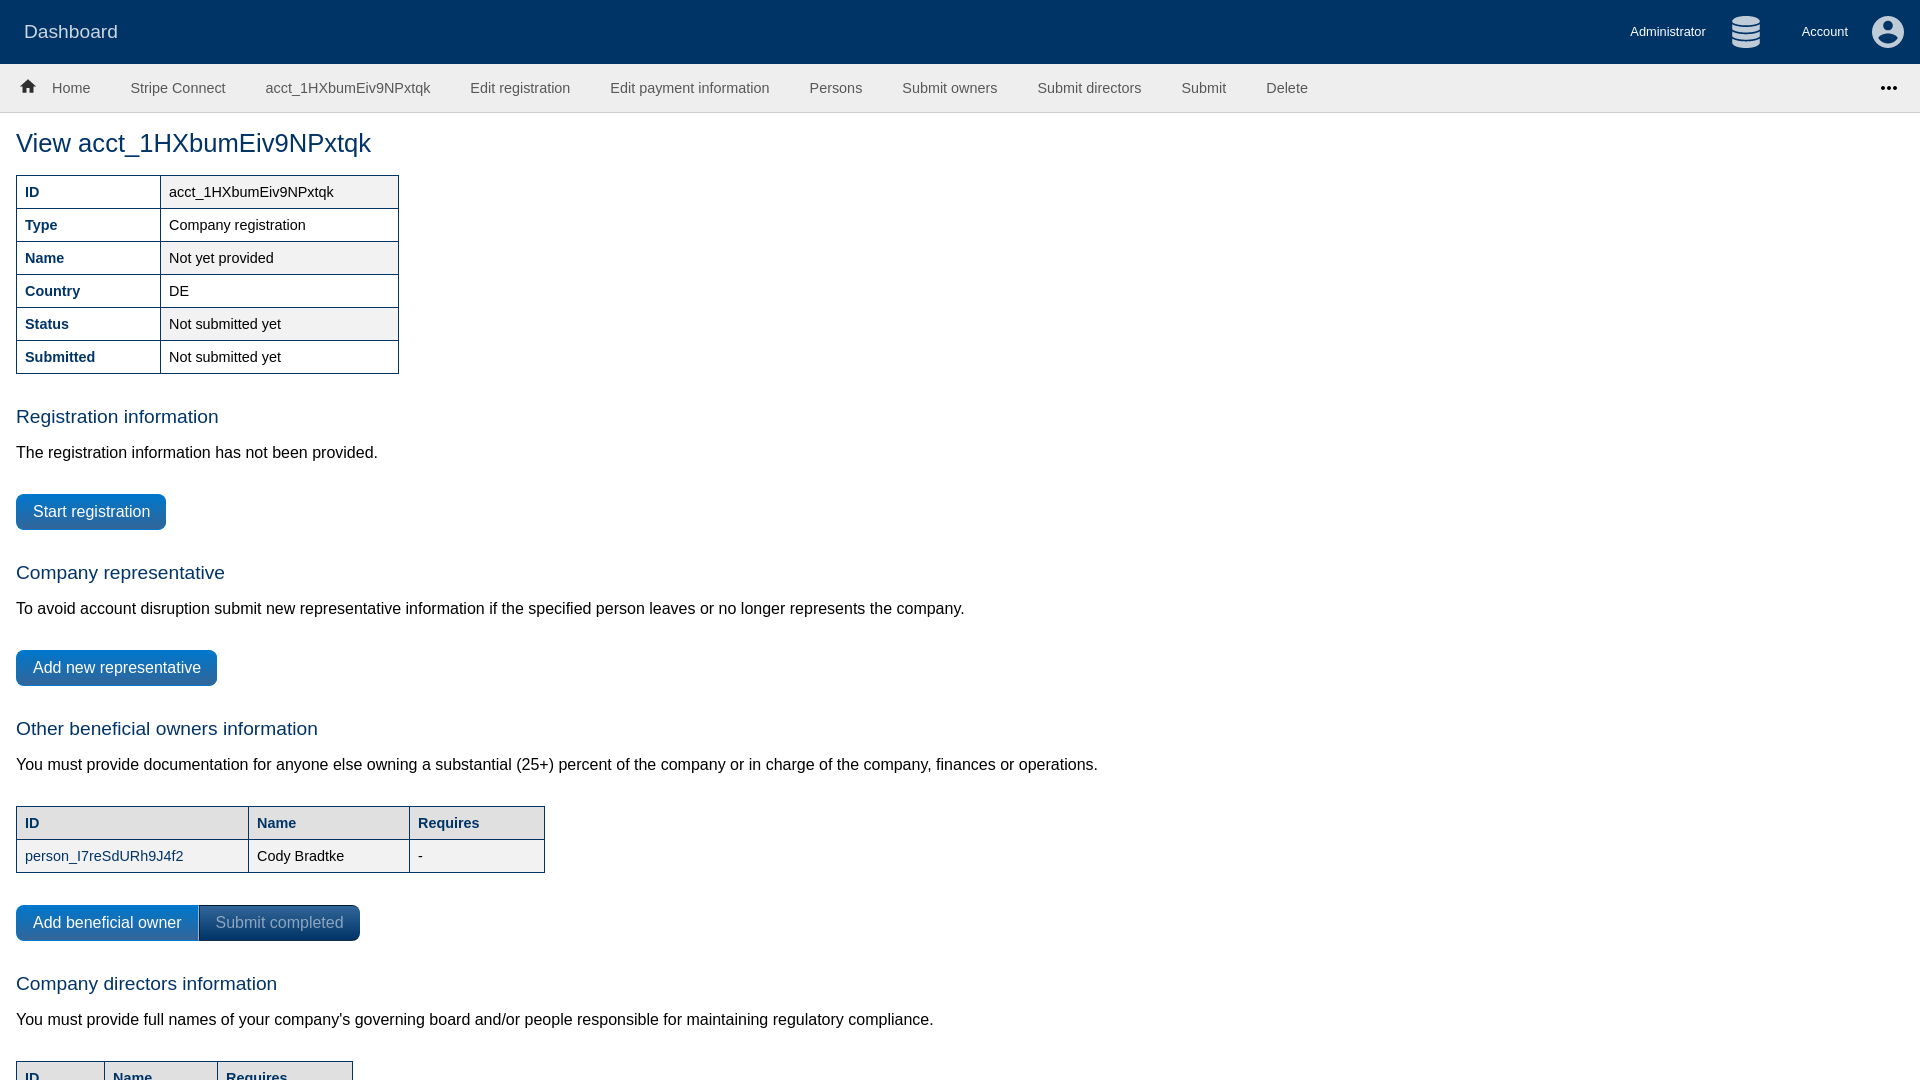 Dashboard
Administrator
Account
Home Stripe Connect acct_1HXbumEiv9NPxtqk Edit registration Edit payment information Persons Submit owners Submit directors Submit Delete
View acct_1HXbumEiv9NPxtqk
ID acct_1HXbumEiv9NPxtqk
Type Company registration
Name Not yet provided
Country DE
Status Not submitted yet
Submitted Not submitted yet
Registration information
The registration information has not been provided.
Start registration
Company representative
To avoid account disruption submit new representative information if the specified person leaves or no longer represents the company.
Add new representative
Other beneficial owners information
You must provide documentation for anyone else owning a substantial (25+) percent of the company or in charge of the company, finances or operations.
ID Name Requires
person_I7reSdURh9J4f2 Cody Bradtke -
Add beneficial owner Submit completed
Company directors information
You must provide full names of your company's governing board and/or people responsible for maintaining regulatory compliance.
ID Name Requires